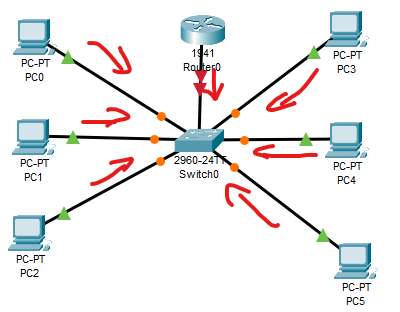 PC-PT
PC0
1941
Router0
PC-PT
PC3
PC-PT
PC1
2960-24TT
Switch0
PC-PT
PC4
PC-PT
PC2
PC-PT
PC5